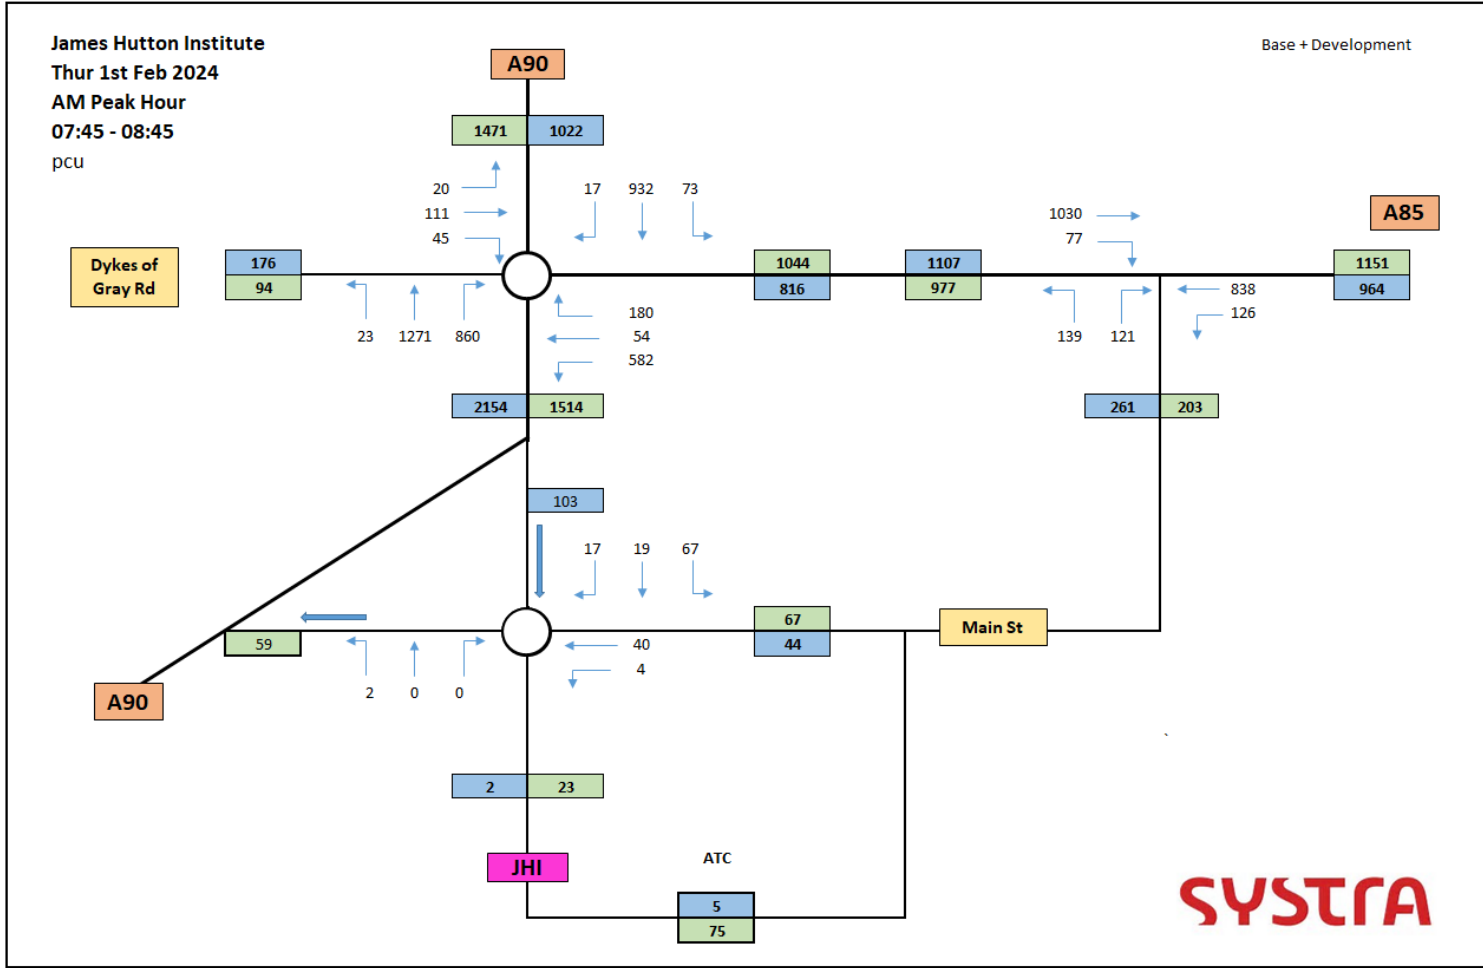 James Hutton Institute
Thur 1st Feb 2024
AM Peak Hour
07:45 - 08:45
pcu
Base + Development
A90
1471 1022
20
111
45
17 932 73
1030
77
A85
Dykes of
Gray Rd
176
94
1044
816
1107
977
1151
964
23 1271 860
180
54
582
139 121
838
126
2154 1514
261 203
103
17 19 67
59
67
44
Main St
40
4
2 0 0
A90
2 23
JHI
ATC
5
75
SYSTRA